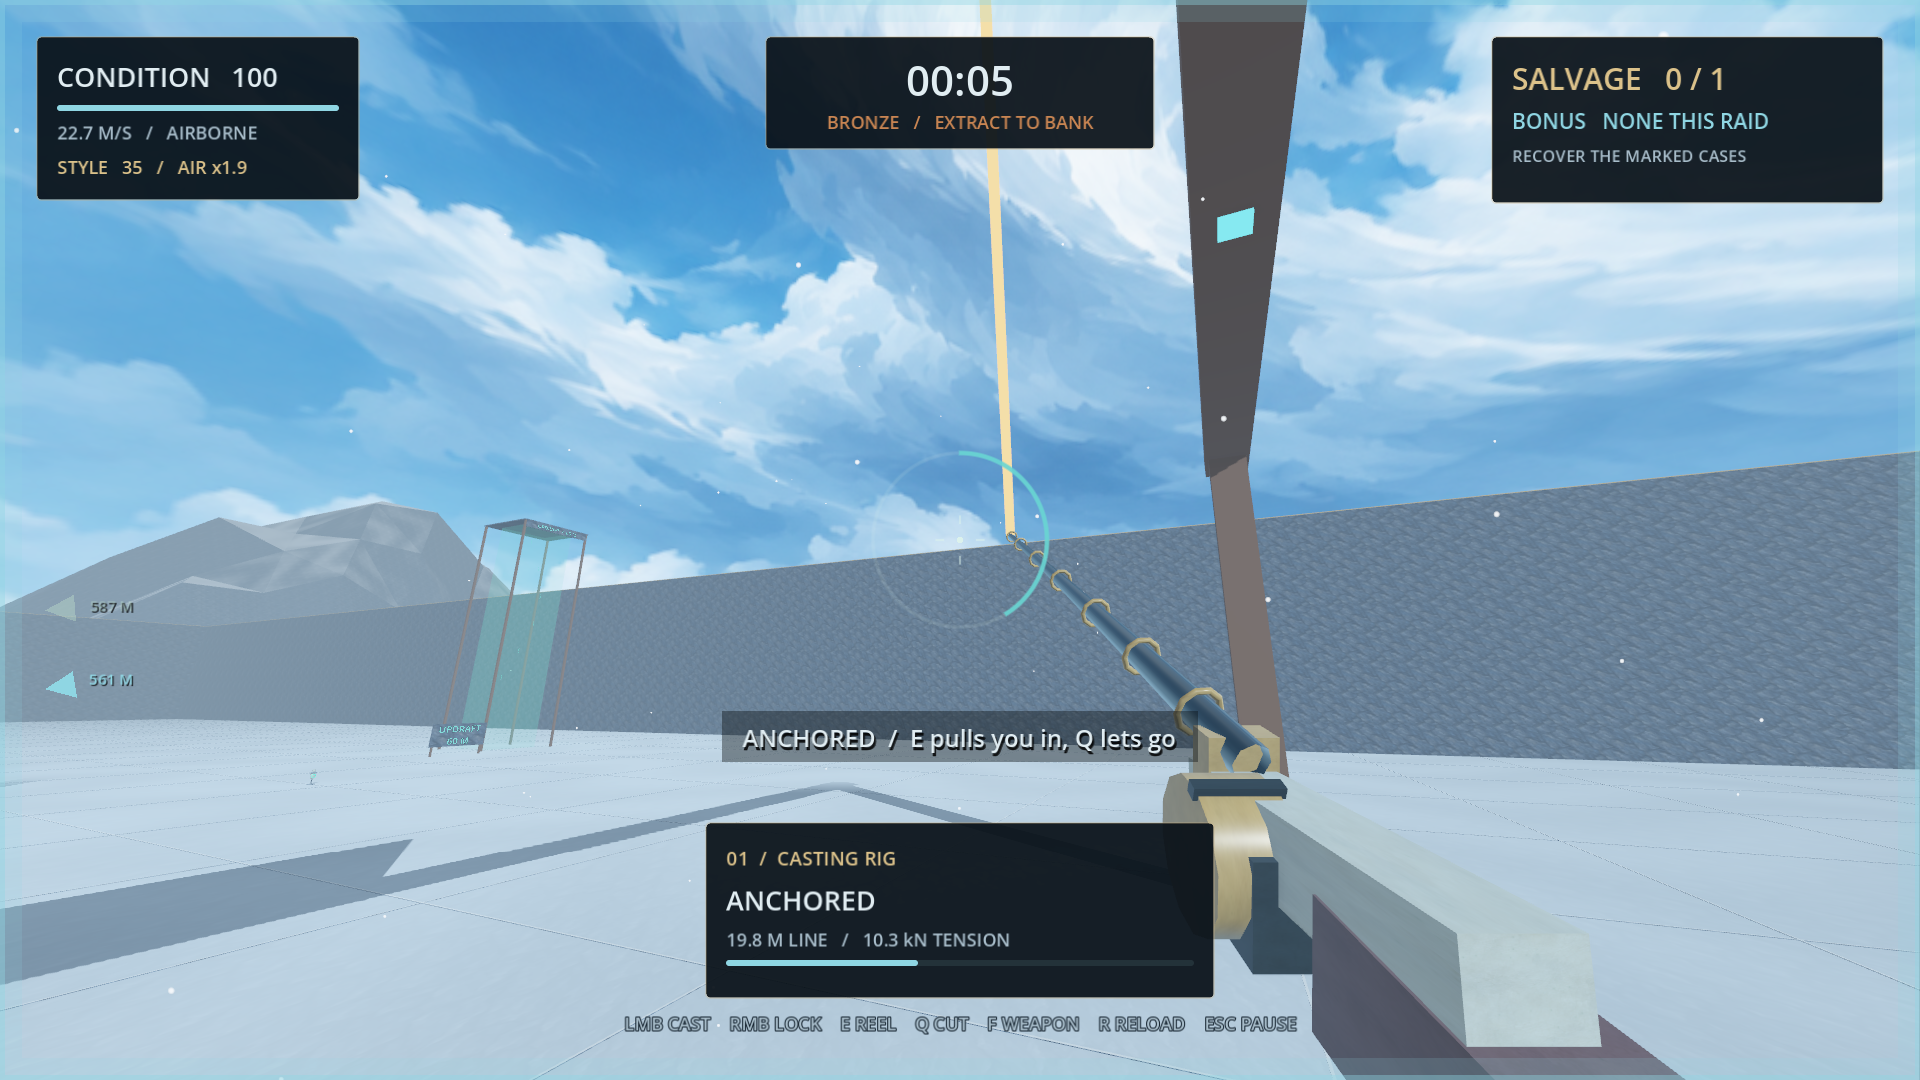 CONDITION 100
22.7 M/S / AIRBORNE
STYLE 35 / AIR x1.9
00:05
BRONZE / EXTRACT TO BANK
SALVAGE 0 / 1
BONUS NONE THIS RAID
RECOVER THE MARKED CASES
587 M
561 M
UPDRAFT
60 M
ANCHORED / E pulls you in, Q lets go
01 / CASTING RIG
ANCHORED
19.8 M LINE / 10.3 kN TENSION
LMB CAST RMB LOCK E REEL Q CUT F WEAPON R RELOAD ESC PAUSE